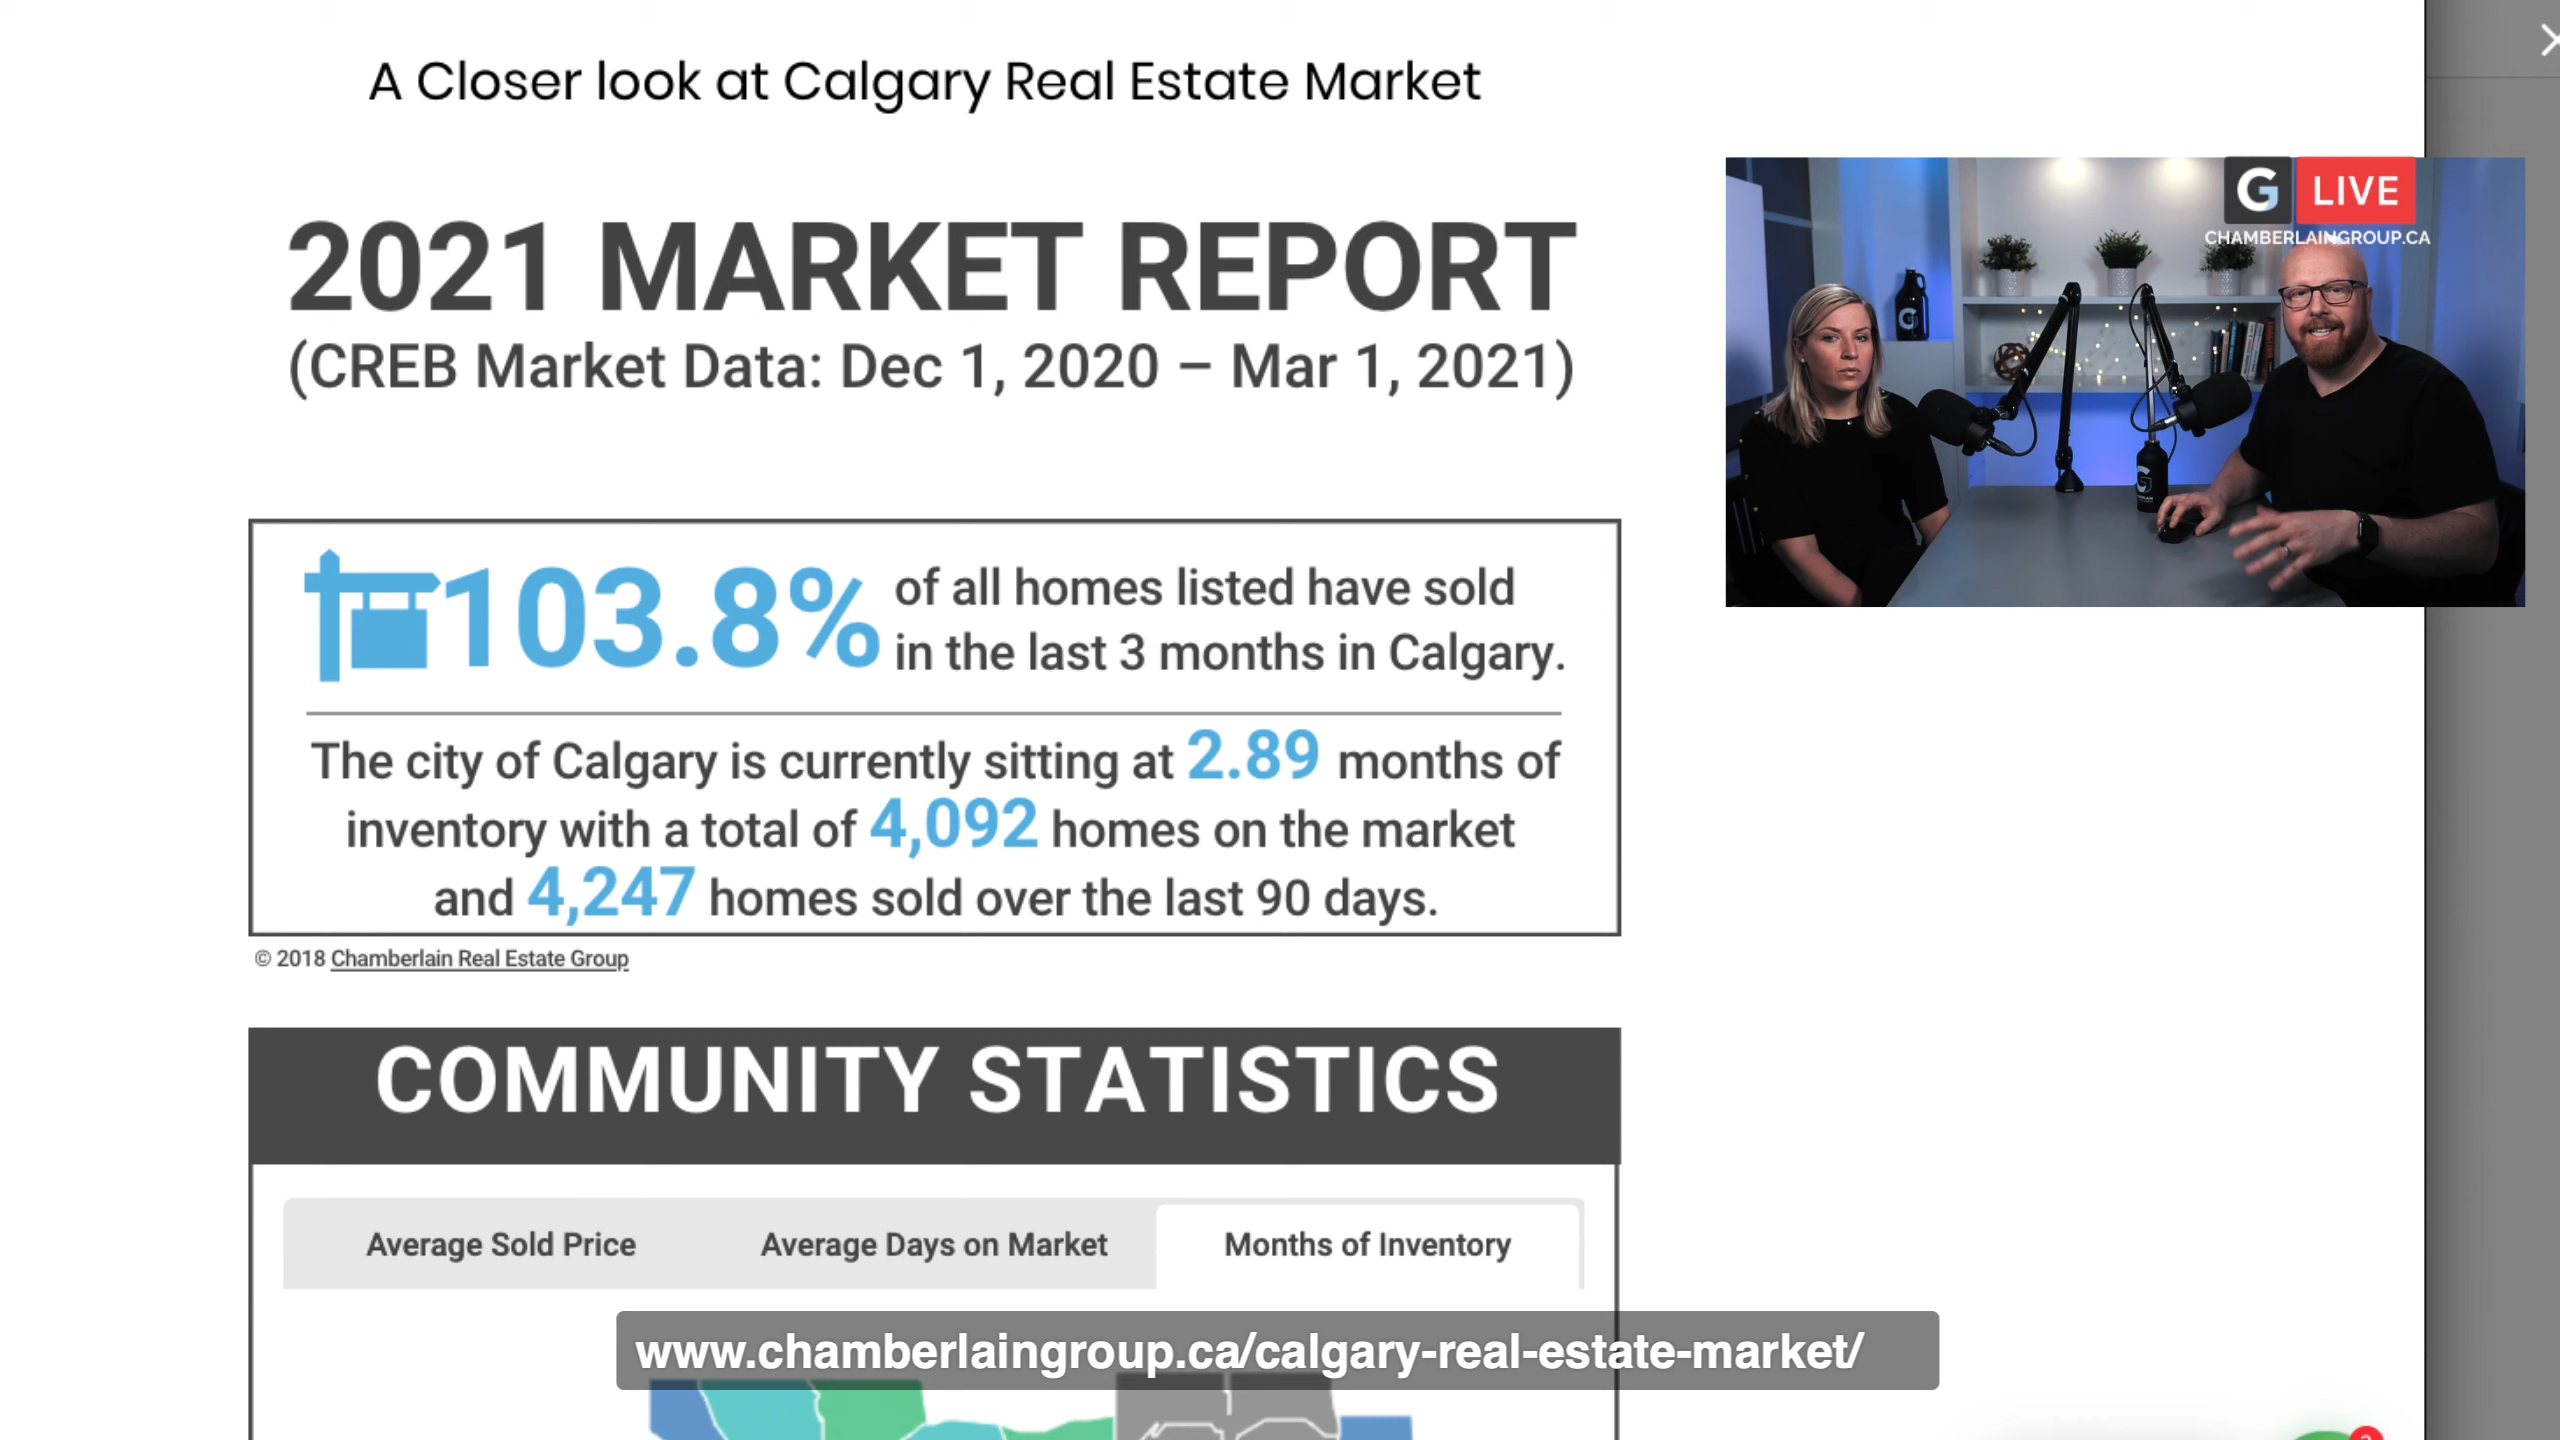 A Closer look at Calgary Real Estate Market
2021 MARKET REPORT
(CREB Market Data: Dec 1, 2020 – Mar 1, 2021)
G LIVE
CHAMBERLAINGROUP.CA
G
G
103.8% of all homes listed have sold
in the last 3 months in Calgary.
The city of Calgary is currently sitting at 2.89 months of
inventory with a total of 4,092 homes on the market
and 4,247 homes sold over the last 90 days.
© 2018 Chamberlain Real Estate Group
COMMUNITY STATISTICS
Average Sold Price
Average Days on Market
Months of Inventory
www.chamberlaingroup.ca/calgary-real-estate-market/